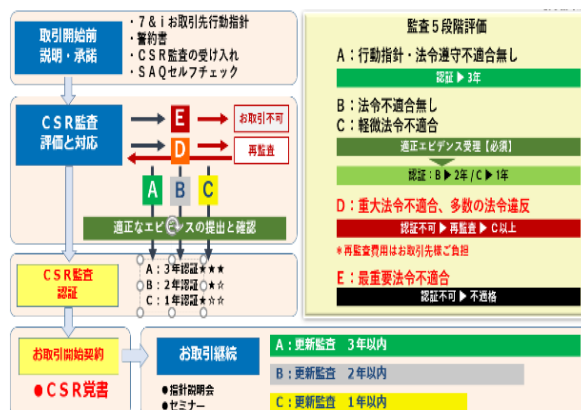 取引開始前
説明・承諾
・7&iお取引先行動指針
・誓約書
・CSR監査の受け入れ
・SAQセルフチェック
CSR監査
評価と対応
E
お取引不可
D
再監査
A
B
C
適正なエビデンスの提出と確認
CSR監査
認証
A:3年認証★★★
B:2年認証★★☆
C:1年認証★☆☆
お取引開始契約
●CSR覚書
お取引継続
●指針説明会
●セミナー
A:更新監査 3年以内
B:更新監査 2年以内
C:更新監査 1年以内
監査5段階評価
A:行動指針・法令遵守不適合無し
認証▶3年
B:法令不適合無し
C:軽微法令不適合
適正エビデンス受理【必須】
認証:B▶2年/C▶1年
D:重大法令不適合、多数の法令違反
認証不可▶再監査▶C以上
*再監査費用はお取引先様ご負担
E:最重要法令不適合
認証不可▶不適格